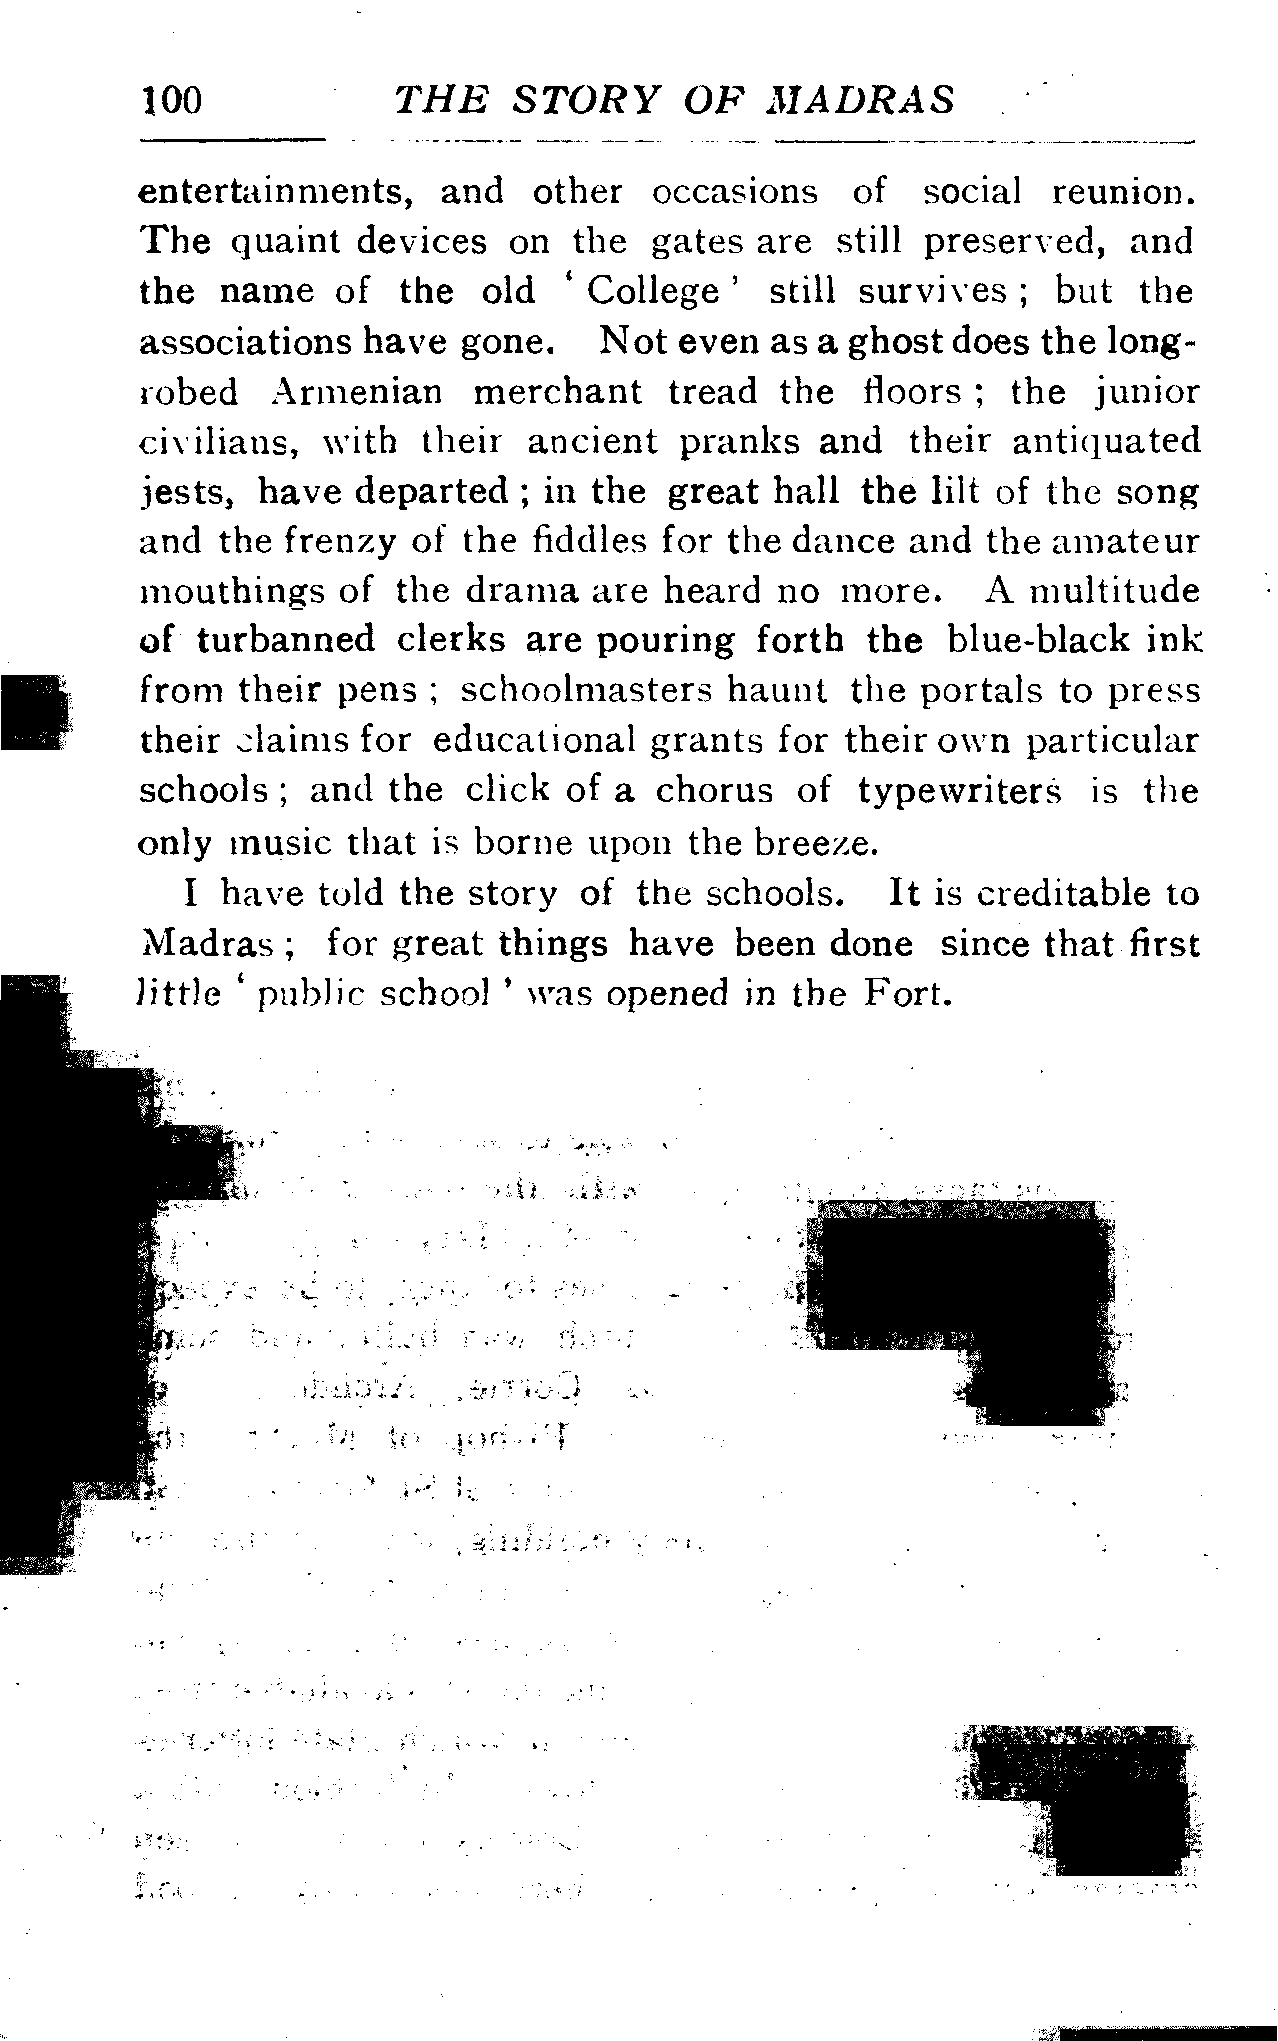 100 THE STORY OF MADRAS
entertainments, and other occasions of social reunion.
The quaint devices on the gates are still preserved, and
the name of the old ‘ College ’ still survives ; but the
associations have gone. Not even as a ghost does the long-
robed Armenian merchant tread the floors ; the junior
civilians, with their ancient pranks and their antiquated
jests, have departed ; in the great hall the lilt of the song
and the frenzy of the fiddles for the dance and the amateur
mouthings of the drama are heard no more. A multitude
of turbanned clerks are pouring forth the blue-black ink
from their pens ; schoolmasters haunt the portals to press
their claims for educational grants for their own particular
schools ; and the click of a chorus of typewriters is the
only music that is borne upon the breeze.
I have told the story of the schools. It is creditable to
Madras ; for great things have been done since that first
little ‘ public school ’ was opened in the Fort.